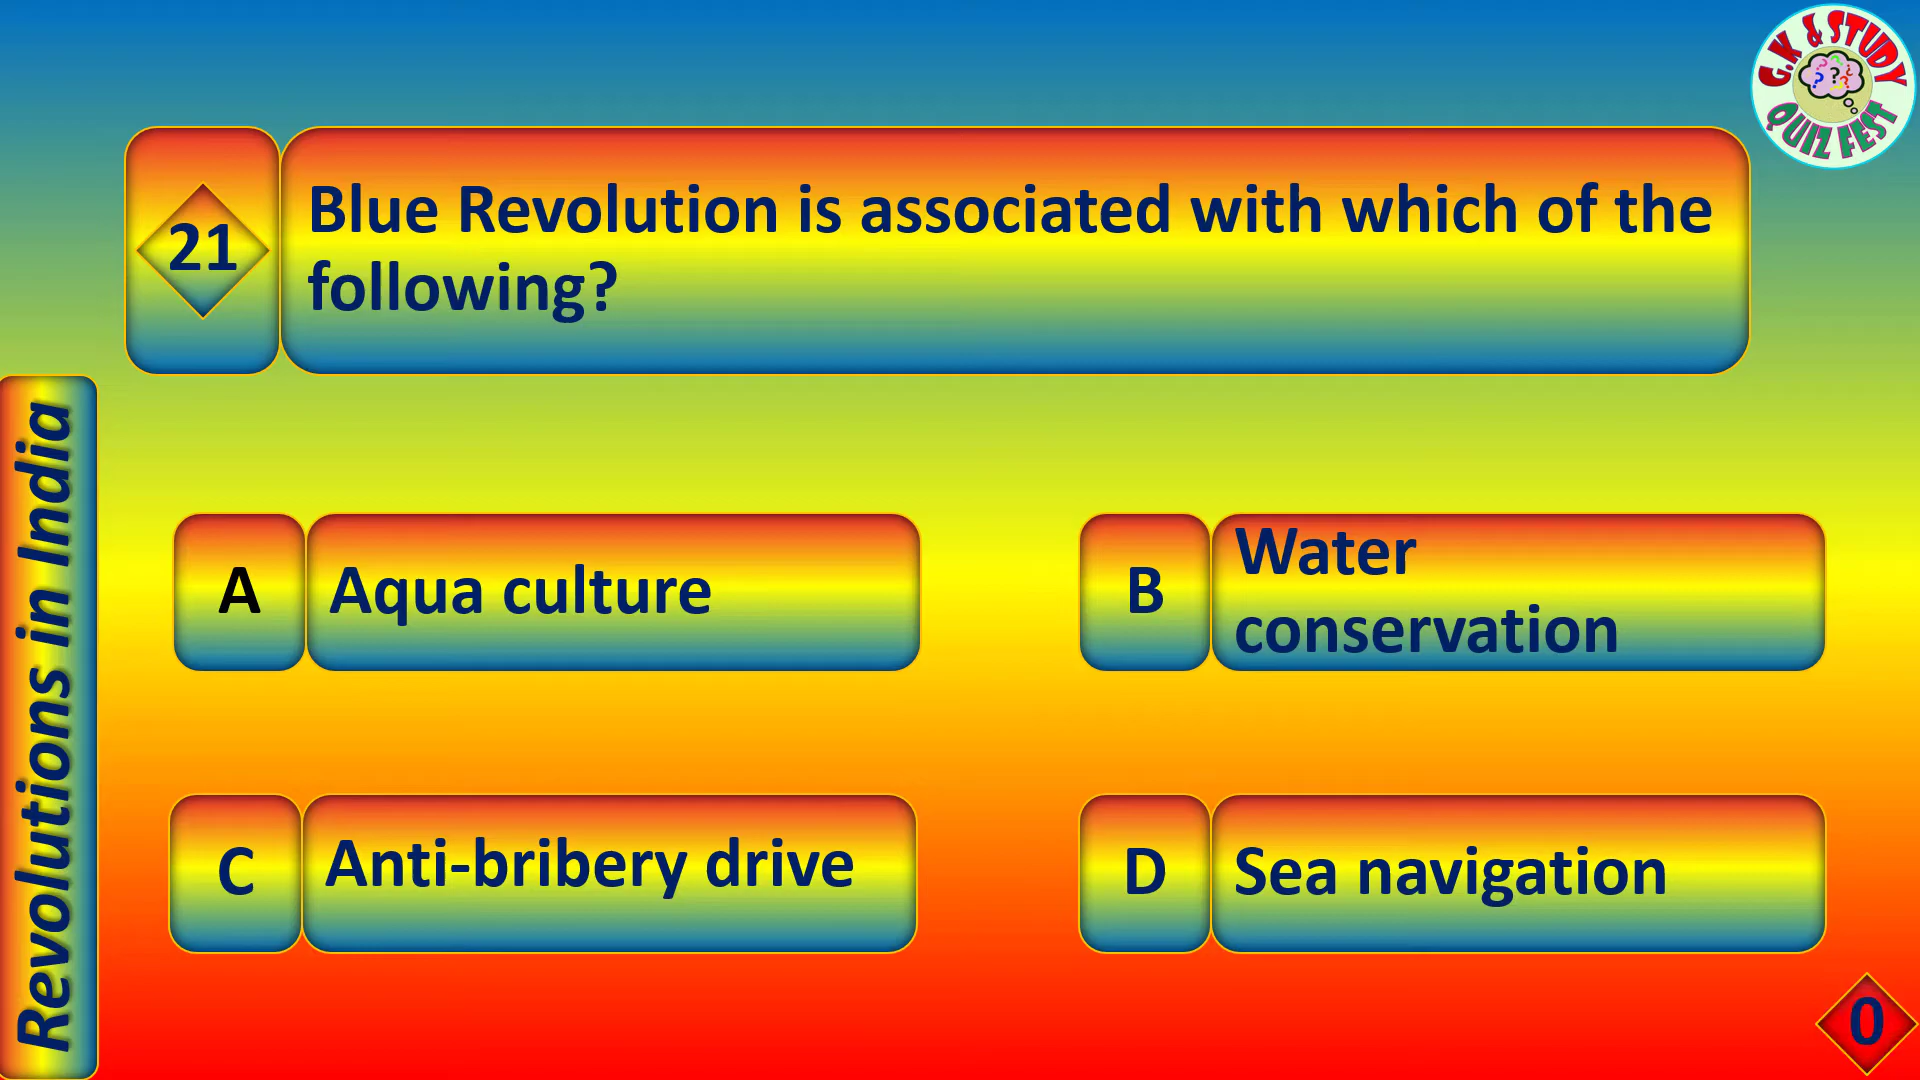 G.K & STUDY
QUIZ FEST
21
Blue Revolution is associated with which of the
following?
Revolutions in India
A
Aqua culture
B
Water
conservation
C
Anti-bribery drive
D
Sea navigation
0